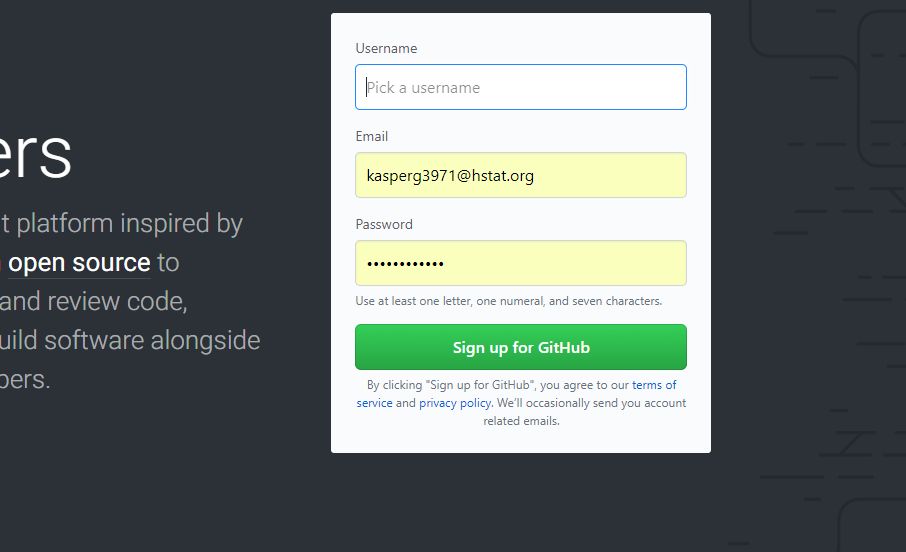 Username
Pick a username
Email
kasperg3971@hstat.org
Password
••••••••••••
Use at least one letter, one numeral, and seven characters.
Sign up for GitHub
By clicking "Sign up for GitHub", you agree to our terms of
service and privacy policy. We'll occasionally send you account
related emails.
ers
t platform inspired by
open source to
and review code,
uild software alongside
pers.